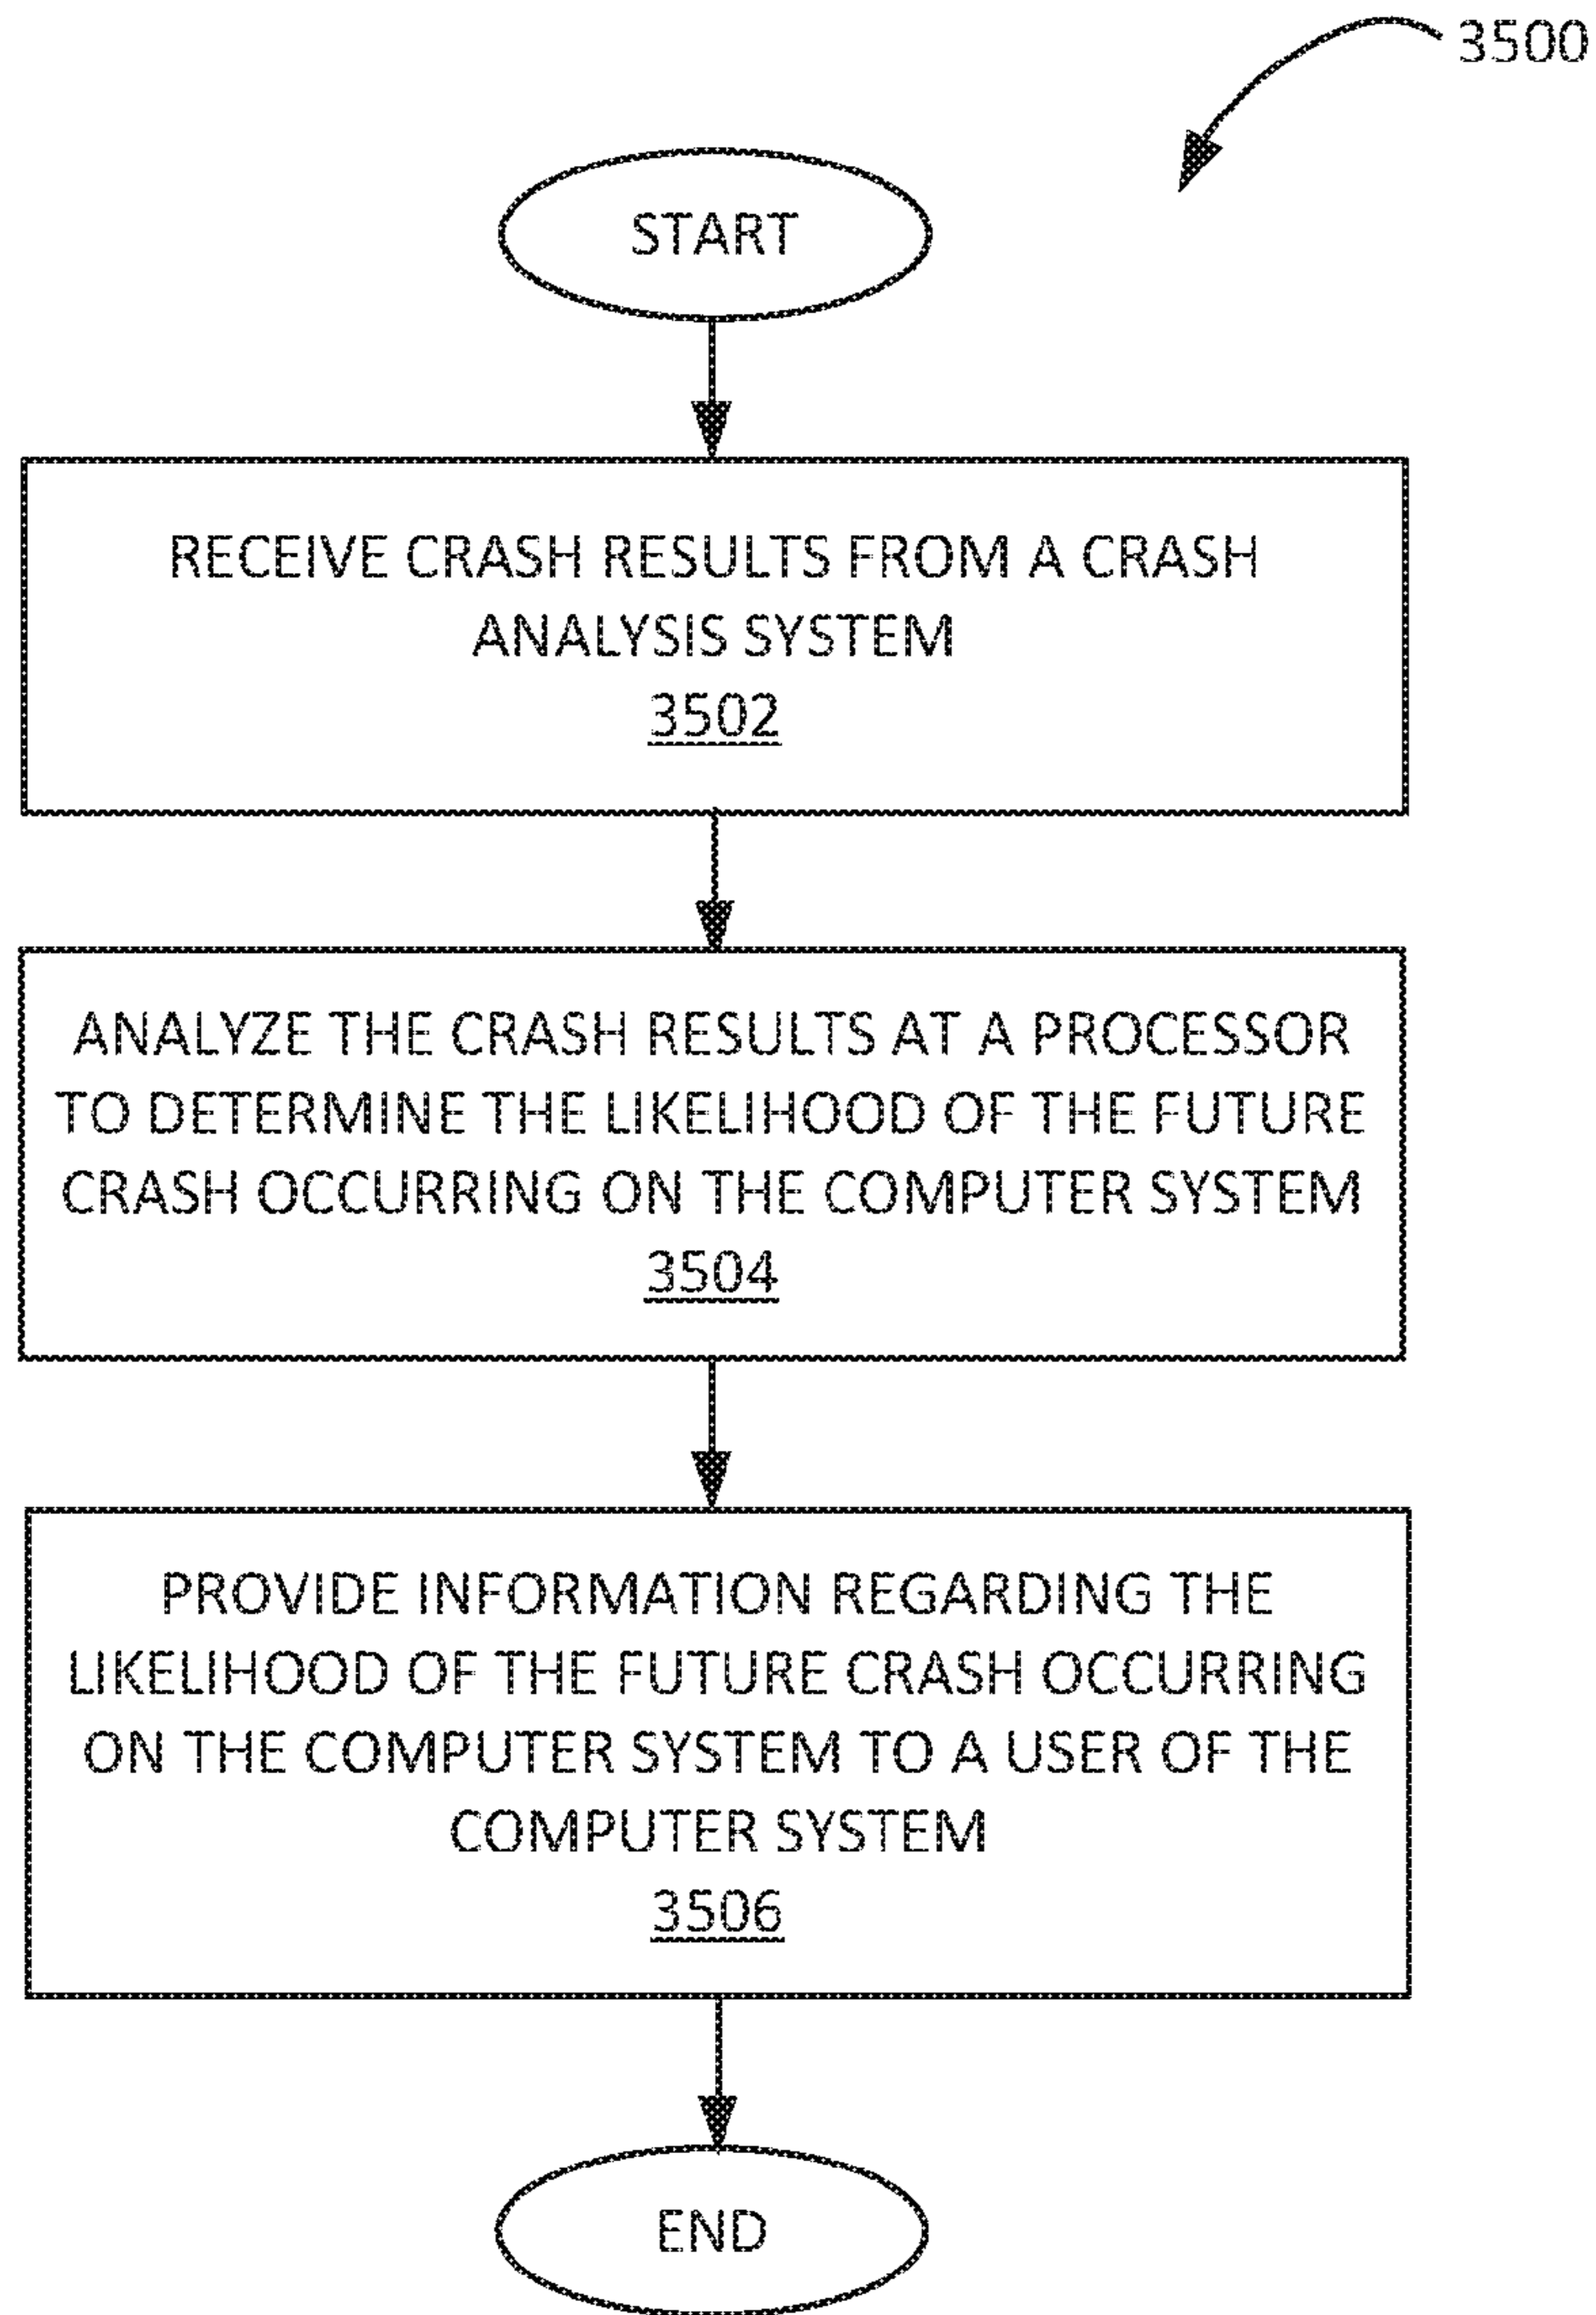 3500
START
RECEIVE CRASH RESULTS FROM A CRASH
ANALYSIS SYSTEM
3502
ANALYZE THE CRASH RESULTS AT A PROCESSOR
TO DETERMINE THE LIKELIHOOD OF THE FUTURE
CRASH OCCURRING ON THE COMPUTER SYSTEM
3504
PROVIDE INFORMATION REGARDING THE
LIKELIHOOD OF THE FUTURE CRASH OCCURRING
ON THE COMPUTER SYSTEM TO A USER OF THE
COMPUTER SYSTEM
3506
END